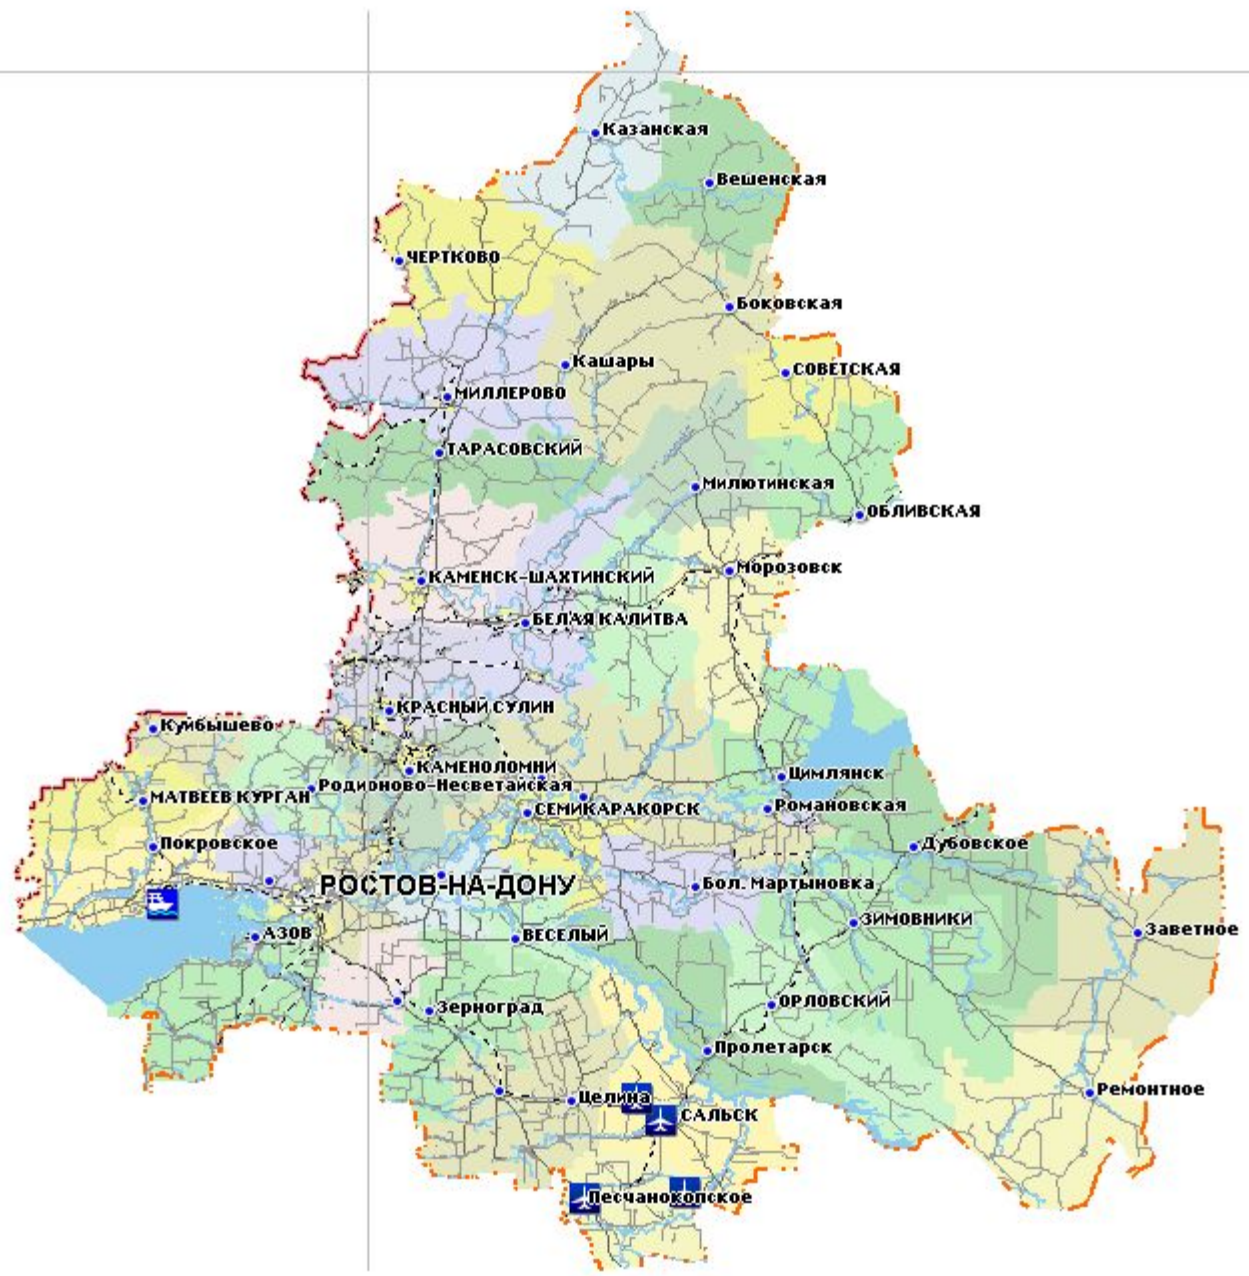 Казанская
Вешенская
ЧЕРТКОВО
Боковская
Кашары
СОВЕТСКАЯ
МИЛЛЕРОВО
ТАРАСОВСКИЙ
Милютинская
ОБЛИВСКАЯ
Морозовск
КАМЕНСК-ШАХТИНСКИЙ
БЕЛАЯ КАЛИТВА
КРАСНЫЙ СУЛИН
Куйбышево
КАМЕНОЛОМНИ
Цимлянск
Родионово-Несветайская
МАТВЕЕВ КУРГАН
СЕМИКАРАКОРСК
Романовская
Покровское
Дубовское
РОСТОВ-НА-ДОНУ
Бол. Мартыновка
ЗИМОВНИКИ
Заветное
АЗОВ
ВЕСЕЛЫЙ
ОРЛОВСКИЙ
Зерноград
Пролетарск
Ремонтное
Целина
САЛЬСК
Песчанокопское